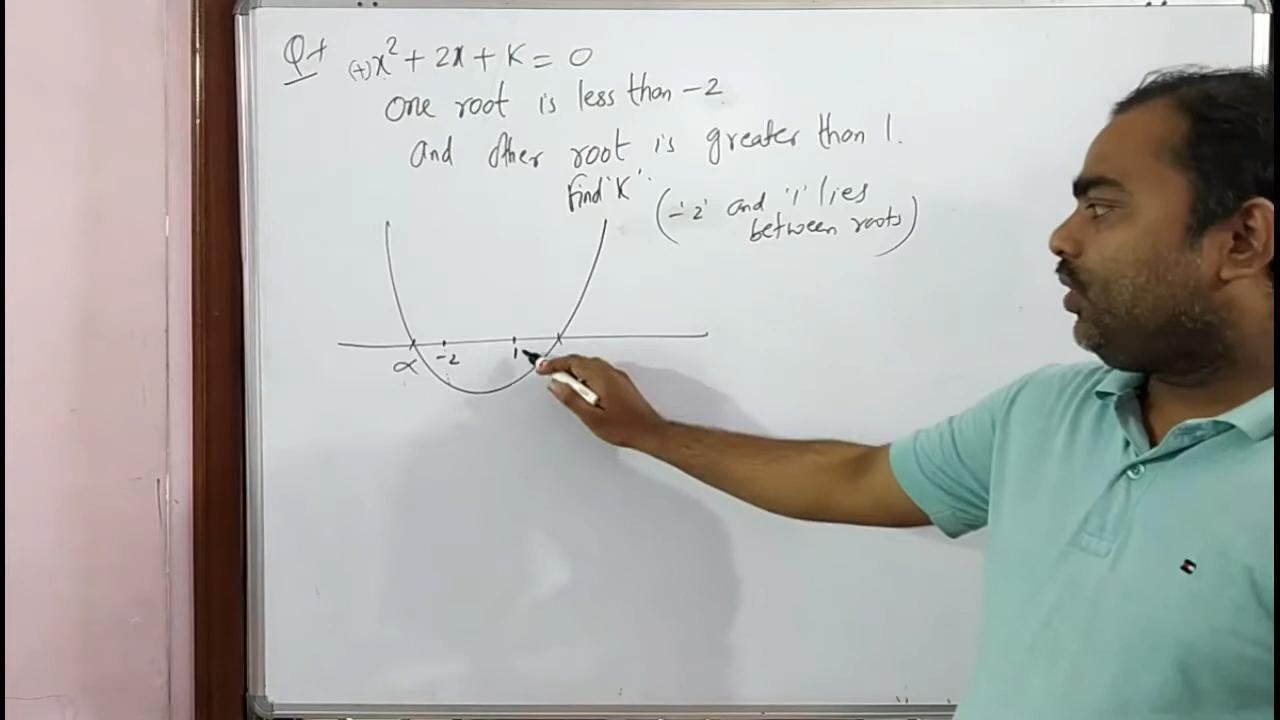 Q→ (+)x² + 2x + K = 0
One root is less than -2
and other root is greater than 1.
Find 'K'.
('-2' and '1' lies
between roots)
α -2 1